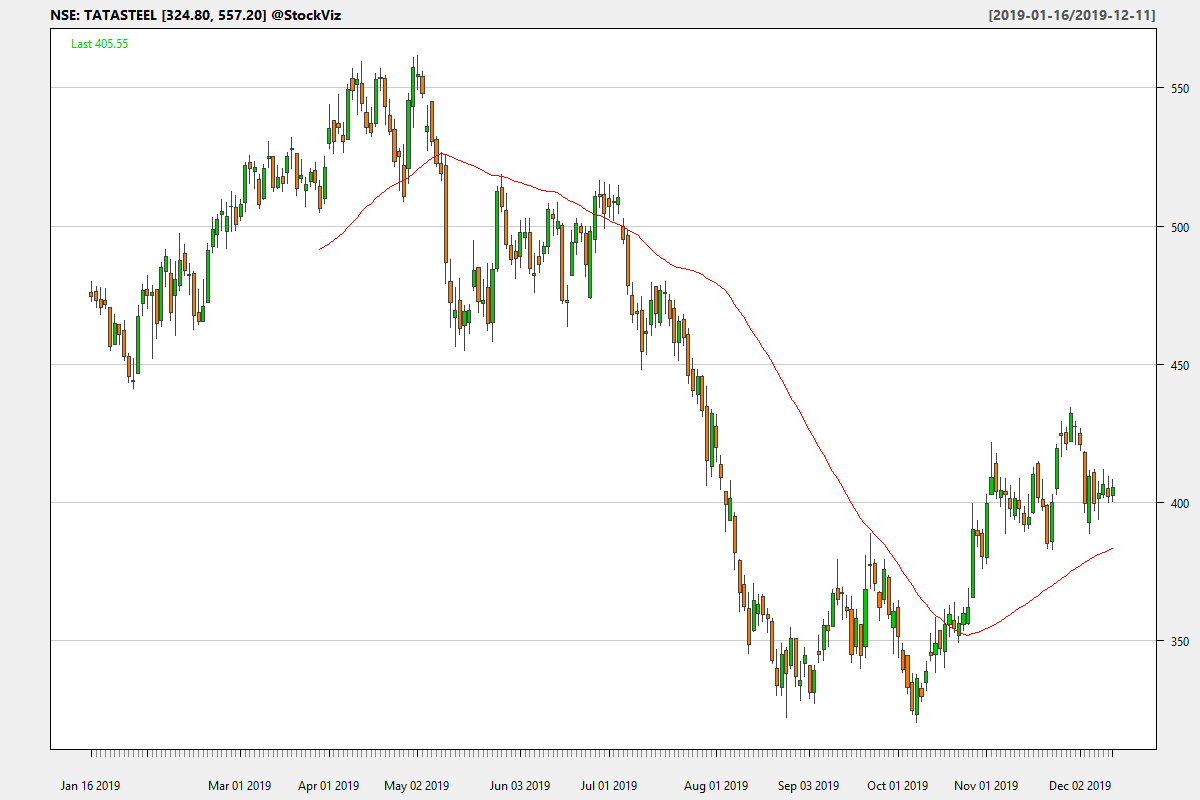 NSE: TATASTEEL [324.80, 557.20] @StockViz
[2019-01-16/2019-12-11]
Last 405.55
550
500
450
400
350
Jan 16 2019
Mar 01 2019
Apr 01 2019
May 02 2019
Jun 03 2019
Jul 01 2019
Aug 01 2019
Sep 03 2019
Oct 01 2019
Nov 01 2019
Dec 02 2019